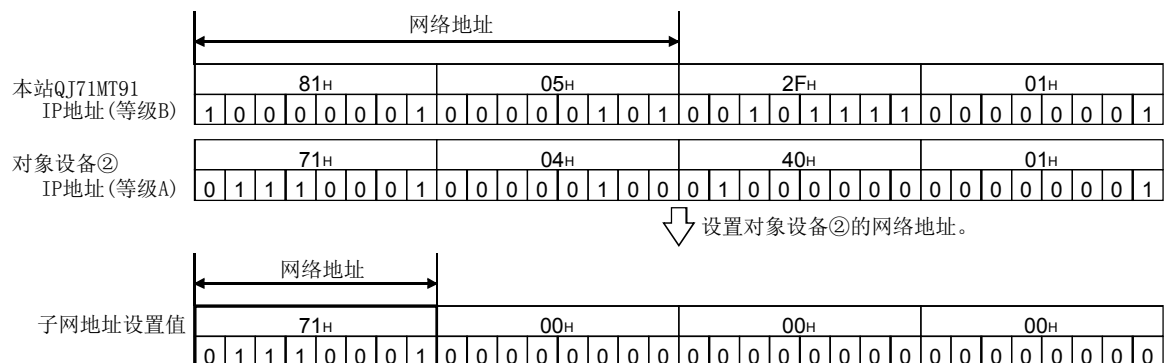 网络地址
本站QJ71MT91
IP地址(等级B)
81H 05H 2FH 01H
1 0 0 0 0 0 0 1 0 0 0 0 0 1 0 1 0 0 1 0 1 1 1 1 0 0 0 0 0 0 0 1
对象设备②
IP地址(等级A)
71H 04H 40H 01H
0 1 1 1 0 0 0 1 0 0 0 0 0 1 0 0 0 1 0 0 0 0 0 0 0 0 0 0 0 0 0 1
设置对象设备②的网络地址。
网络地址
子网地址设置值
71H 00H 00H 00H
0 1 1 1 0 0 0 1 0 0 0 0 0 0 0 0 0 0 0 0 0 0 0 0 0 0 0 0 0 0 0 0